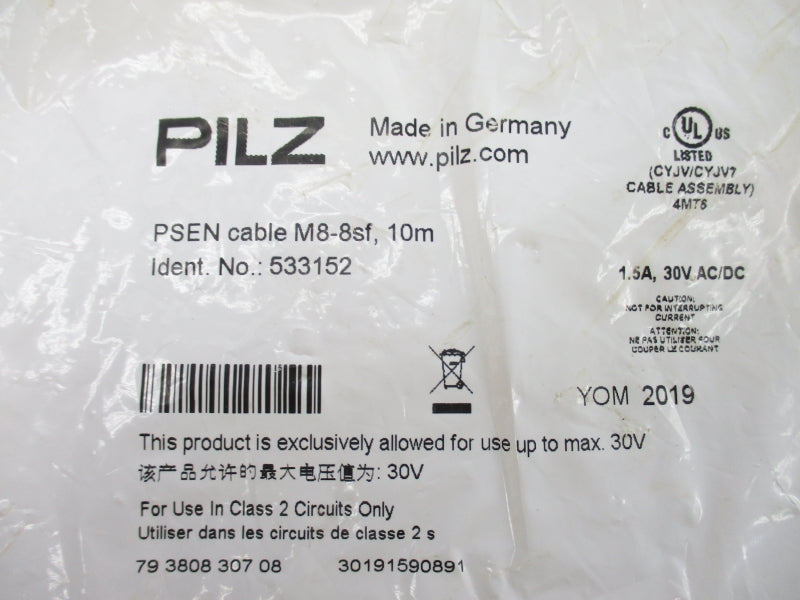 PILZ
Made in Germany
www.pilz.com
C UL US
LISTED
(CYJV/CYJV7
CABLE ASSEMBLY)
4MT6
PSEN cable M8-8sf, 10m
Ident. No.: 533152
1.5A, 30V AC/DC
CAUTION:
NOT FOR INTERRUPTING
CURRENT
ATTENTION:
NE PAS UTILISER POUR
COUPER LE COURANT
YOM 2019
This product is exclusively allowed for use up to max. 30V
该产品允许的最大电压值为: 30V
For Use In Class 2 Circuits Only
Utiliser dans les circuits de classe 2 s
79 3808 307 08 30191590891